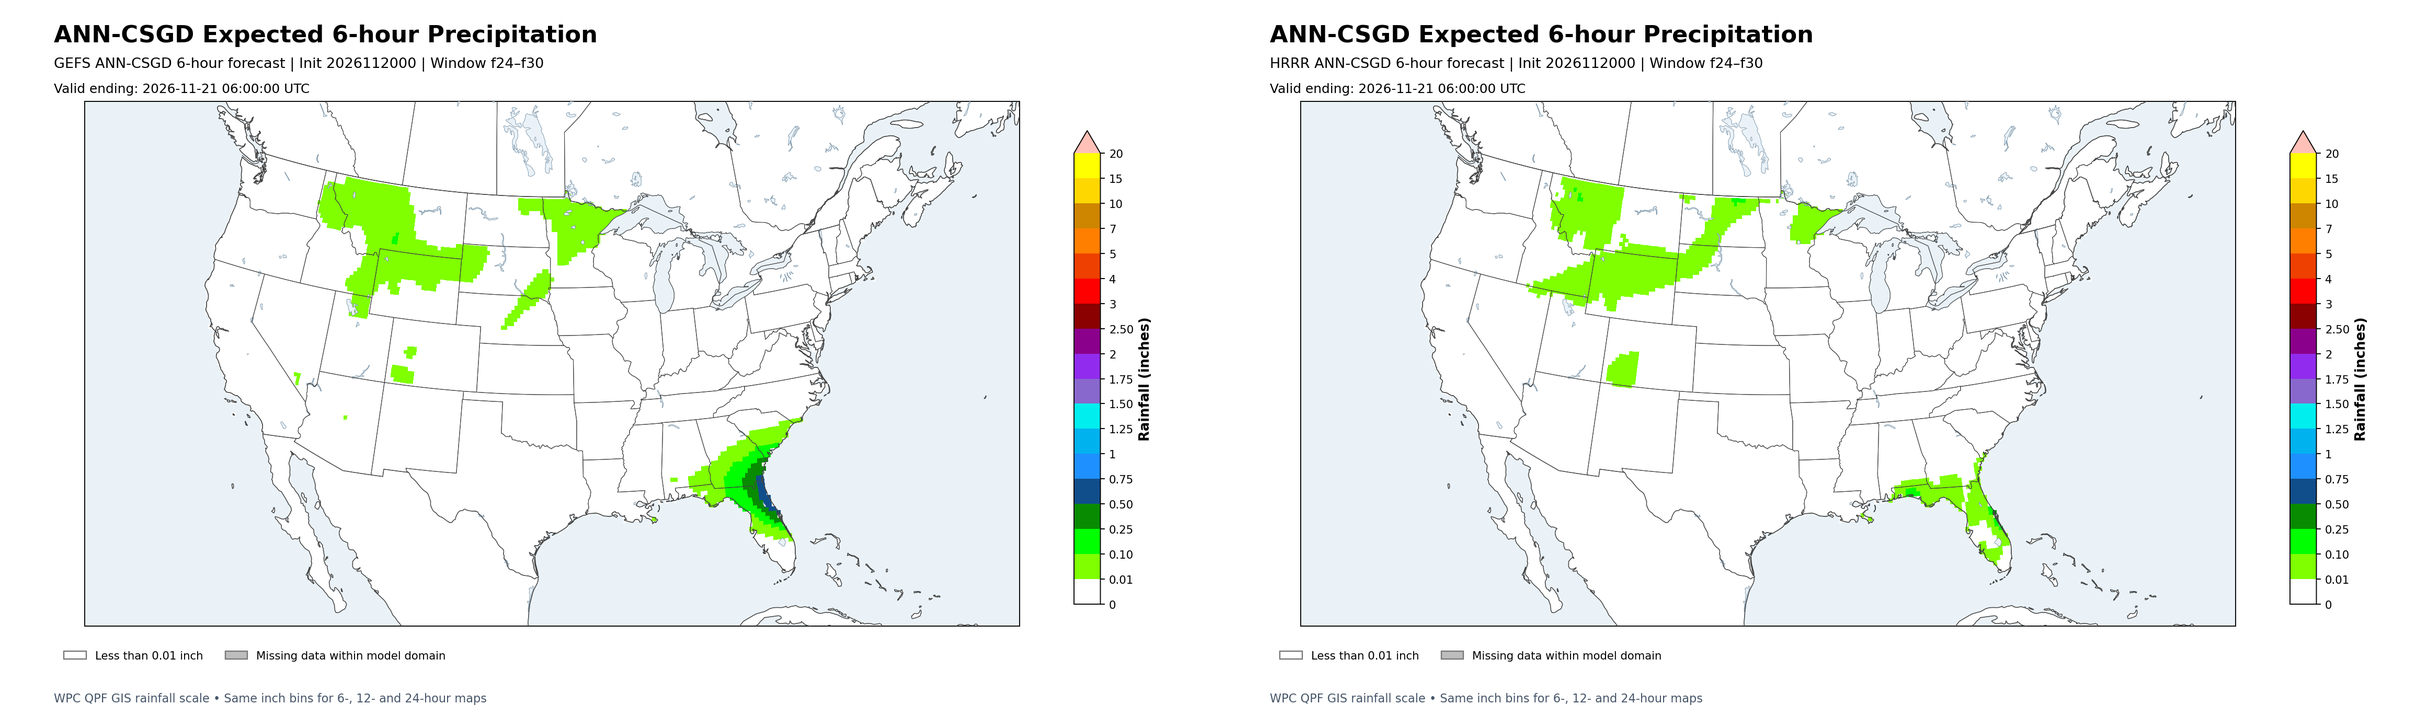 ANN-CSGD Expected 6-hour Precipitation
GEFS ANN-CSGD 6-hour forecast | Init 2026112000 | Window f24–f30
Valid ending: 2026-11-21 06:00:00 UTC
20
15
10
7
5
4
3
2.50
2
1.75
1.50
1.25
1
0.75
0.50
0.25
0.10
0.01
0
Rainfall (inches)
Less than 0.01 inch
Missing data within model domain
WPC QPF GIS rainfall scale • Same inch bins for 6-, 12- and 24-hour maps
ANN-CSGD Expected 6-hour Precipitation
HRRR ANN-CSGD 6-hour forecast | Init 2026112000 | Window f24–f30
Valid ending: 2026-11-21 06:00:00 UTC
20
15
10
7
5
4
3
2.50
2
1.75
1.50
1.25
1
0.75
0.50
0.25
0.10
0.01
0
Rainfall (inches)
Less than 0.01 inch
Missing data within model domain
WPC QPF GIS rainfall scale • Same inch bins for 6-, 12- and 24-hour maps